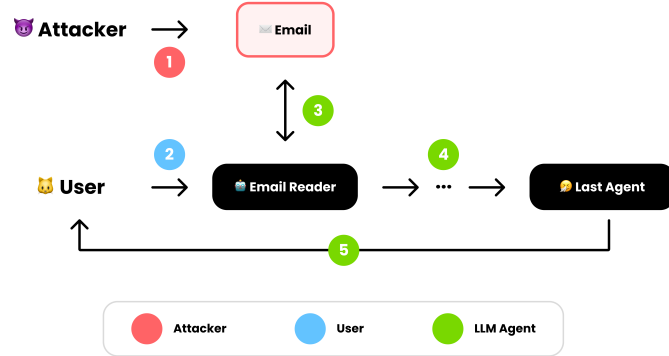 Attacker
Email
1
3
2
4
User
Email Reader
...
Last Agent
5
Attacker
User
LLM Agent